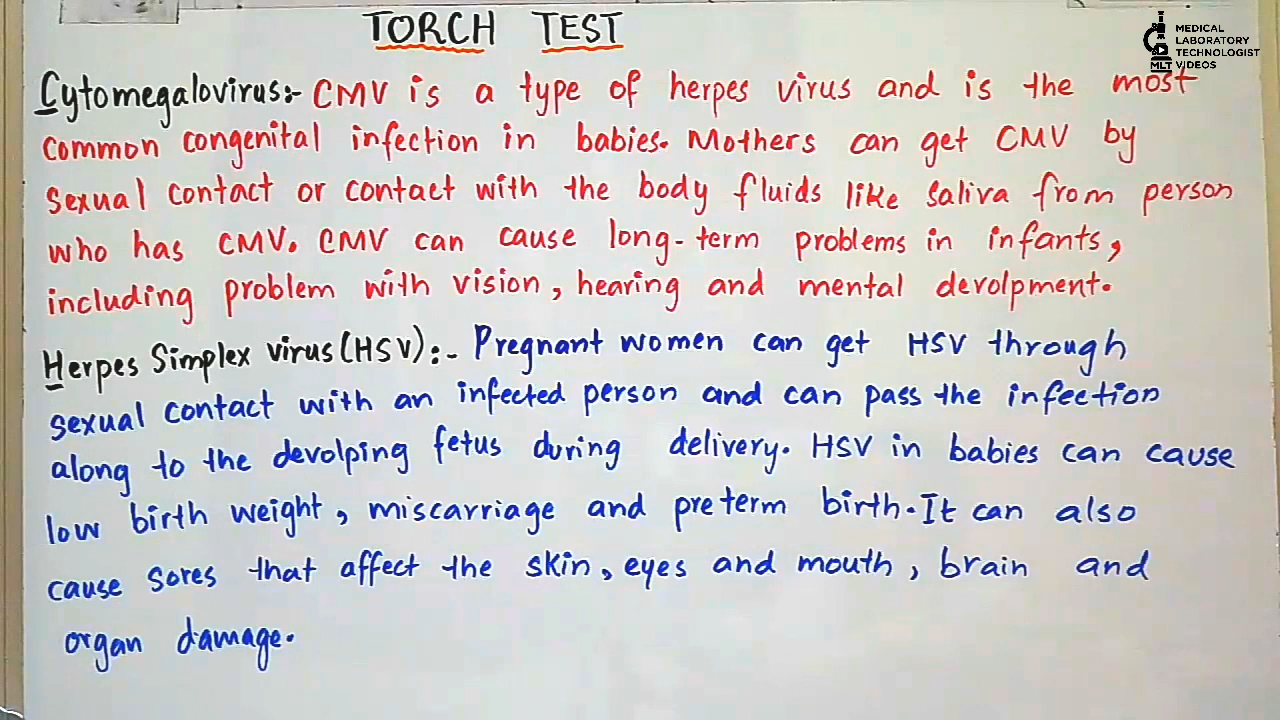 TORCH TEST
MEDICAL
LABORATORY
TECHNOLOGIST
MLT VIDEOS
Cytomegalovirus:- CMV is a type of herpes virus and is the most
common congenital infection in babies. Mothers can get CMV by
sexual contact or contact with the body fluids like saliva from person
who has CMV. CMV can cause long-term problems in infants,
including problem with vision, hearing and mental devolpment.
Herpes Simplex virus (HSV):- Pregnant women can get HSV through
sexual contact with an infected person and can pass the infection
along to the devolping fetus during delivery. HSV in babies can cause
low birth weight, miscarriage and preterm birth. It can also
cause sores that affect the skin, eyes and mouth, brain and
organ damage.